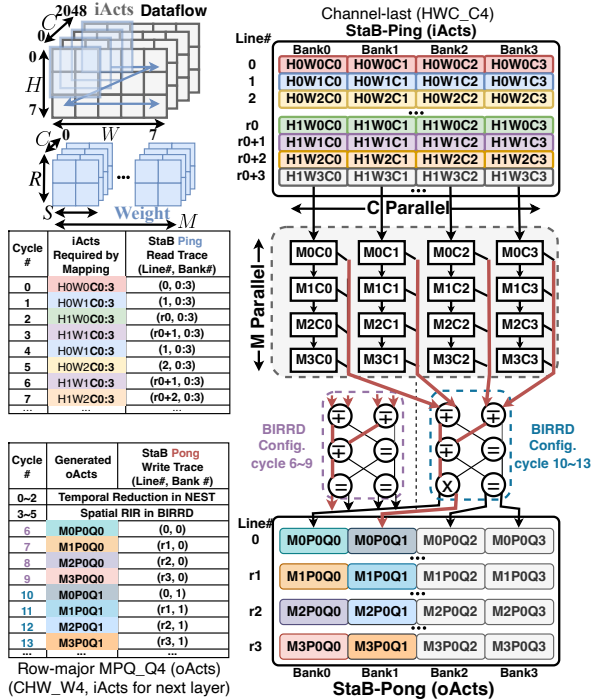 C 2048 iActs Dataflow
0
0
H
7
0 W 7
C
R
S
Weight
M
Channel-last (HWC_C4)
Line# StaB-Ping (iActs)
Bank0 Bank1 Bank2 Bank3
0 H0W0C0 H0W0C1 H0W0C2 H0W0C3
1 H0W1C0 H0W1C1 H0W1C2 H0W1C3
2 H0W2C0 H0W2C1 H0W2C2 H0W2C3
...
r0 H1W0C0 H1W0C1 H1W0C2 H1W0C3
r0+1 H1W1C0 H1W1C1 H1W1C2 H1W1C3
r0+2 H1W2C0 H1W2C1 H1W2C2 H1W2C3
r0+3 H1W3C0 H1W3C1 H1W3C2 H1W3C3
...
C Parallel
M Parallel
M0C0 M0C1 M0C2 M0C3
M1C0 M1C1 M1C2 M1C3
M2C0 M2C1 M2C2 M2C3
M3C0 M3C1 M3C2 M3C3
Cycle # iActs Required by Mapping StaB Ping Read Trace (Line#, Bank#)
0 H0W0C0:3 (0, 0:3)
1 H0W1C0:3 (1, 0:3)
2 H1W0C0:3 (r0, 0:3)
3 H1W1C0:3 (r0+1, 0:3)
4 H0W1C0:3 (1, 0:3)
5 H0W2C0:3 (2, 0:3)
6 H1W1C0:3 (r0+1, 0:3)
7 H1W2C0:3 (r0+2, 0:3)
... ... ...
BIRRD Config. cycle 6~9
∓ ∓
∓ =
= =
BIRRD Config. cycle 10~13
∓ ∓
∓ =
X =
Cycle # Generated oActs StaB Pong Write Trace (Line#, Bank #)
0~2 Temporal Reduction in NEST
3~5 Spatial RIR in BIRRD
6 M0P0Q0 (0, 0)
7 M1P0Q0 (r1, 0)
8 M2P0Q0 (r2, 0)
9 M3P0Q0 (r3, 0)
10 M0P0Q1 (0, 1)
11 M1P0Q1 (r1, 1)
12 M2P0Q1 (r2, 1)
13 M3P0Q1 (r3, 1)
... ... ...
Row-major MPQ_Q4 (oActs)
(CHW_W4, iActs for next layer)
Line#
0 M0P0Q0 M0P0Q1 M0P0Q2 M0P0Q3
...
r1 M1P0Q0 M1P0Q1 M1P0Q2 M1P0Q3
...
r2 M2P0Q0 M2P0Q1 M2P0Q2 M2P0Q3
...
r3 M3P0Q0 M3P0Q1 M3P0Q2 M3P0Q3
Bank0 Bank1 Bank2 Bank3
StaB-Pong (oActs)